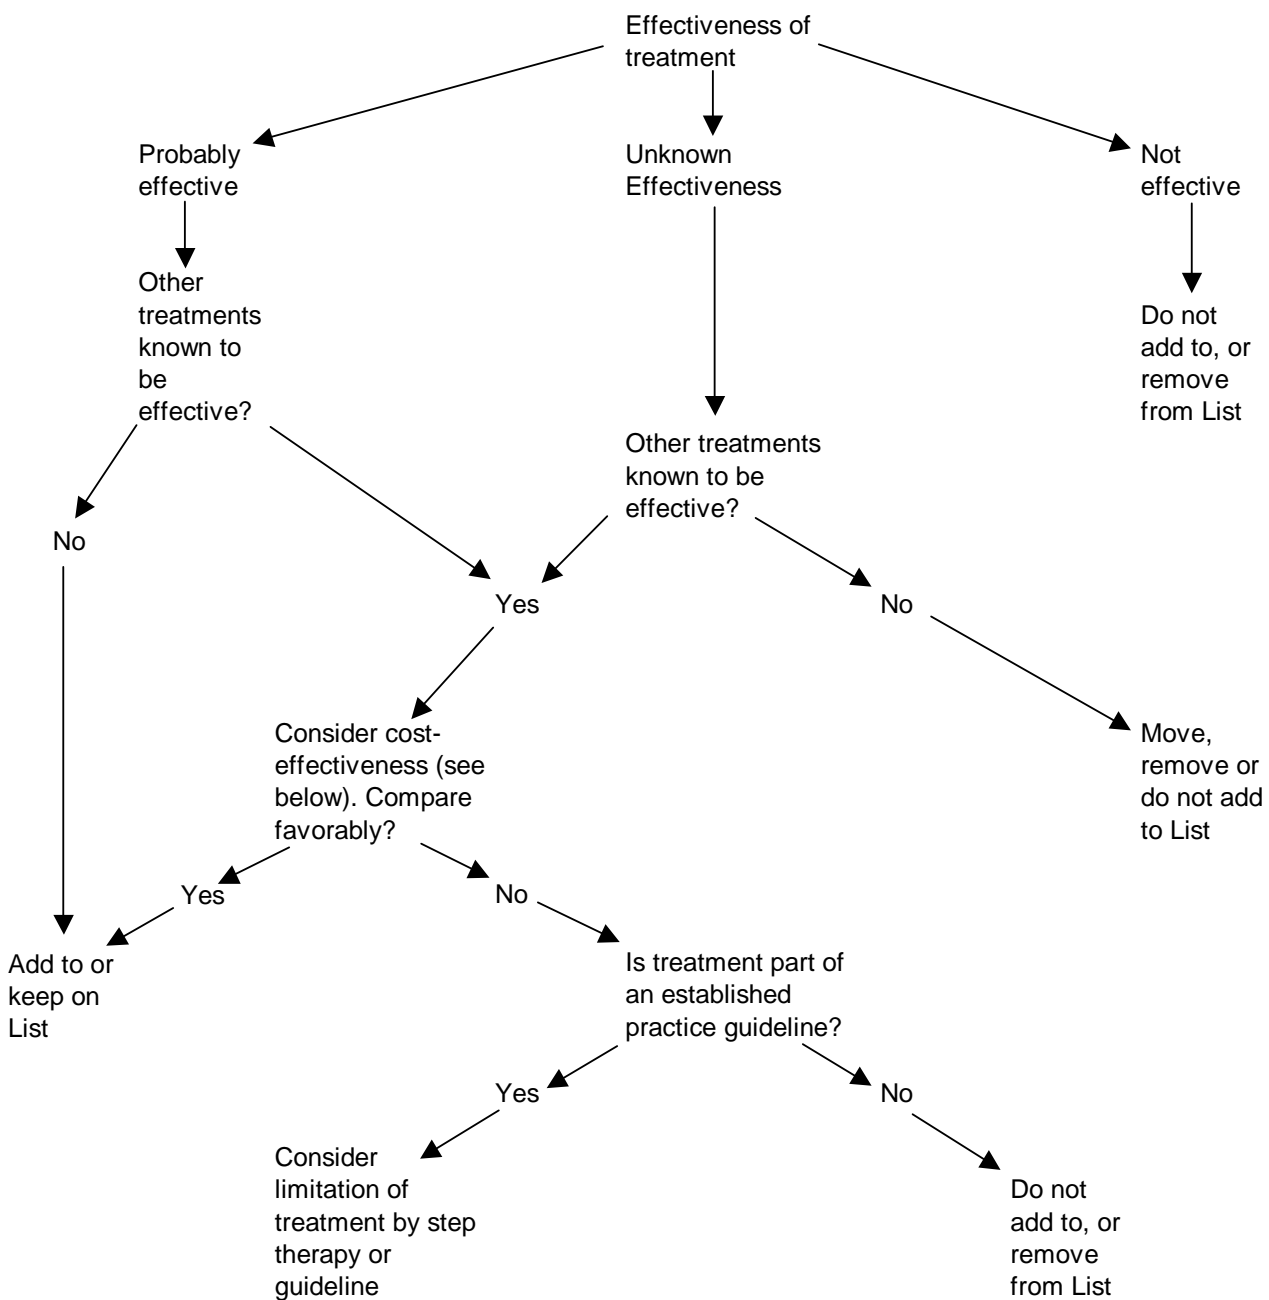 Effectiveness of
treatment
Probably
effective
Unknown
Effectiveness
Not
effective
Other
treatments
known to
be
effective?
Do not
add to, or
remove
from List
Other treatments
known to be
effective?
No
Yes
No
Consider cost-
effectiveness (see
below). Compare
favorably?
Move,
remove or
do not add
to List
Yes
No
Add to or
keep on
List
Is treatment part of
an established
practice guideline?
Yes
No
Consider
limitation of
treatment by step
therapy or
guideline
Do not
add to, or
remove
from List